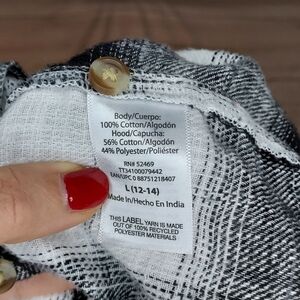 Body/Cuerpo:
100% Cotton/Algodón
Hood/Capucha:
56% Cotton/Algodón
44% Polyester/Poliéster
RN# 52469
TT34100079442
EAN/UPC 0 88751218407
L (12-14)
Made In/Hecho En India
THIS LABEL YARN IS MADE
OUT OF 100% RECYCLED
POLYESTER MATERIALS